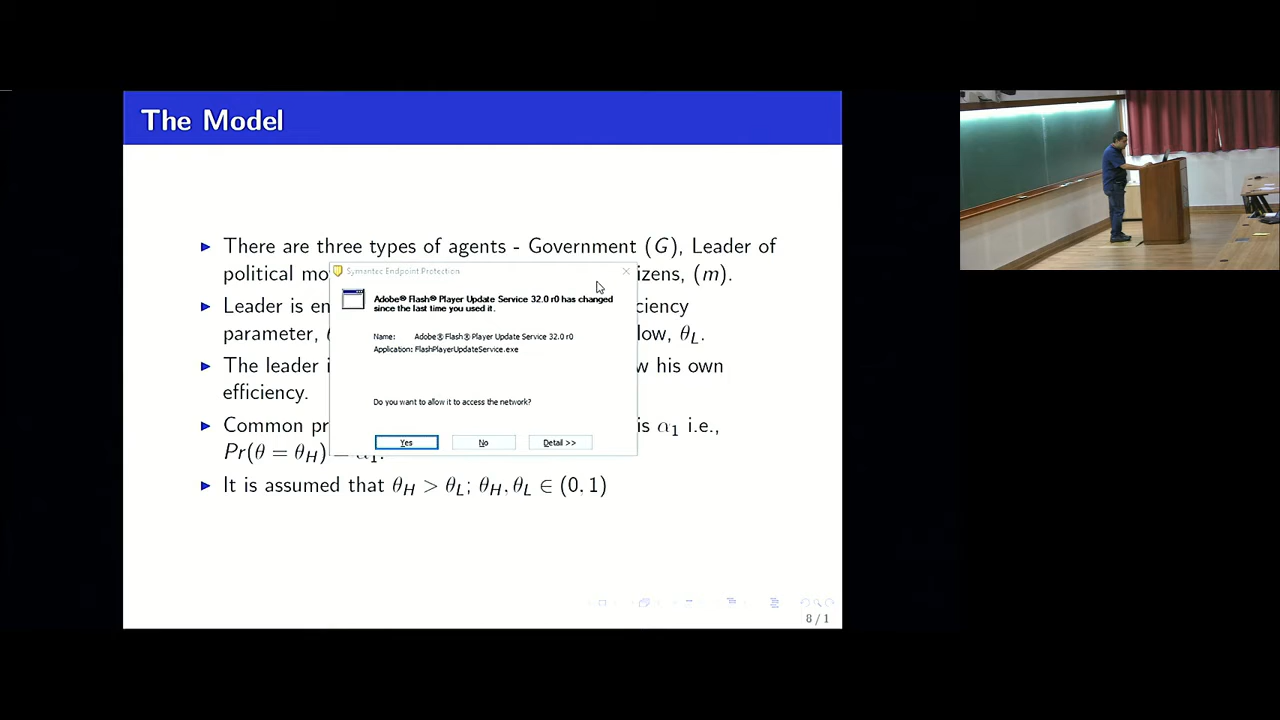 The Model
▶ There are three types of agents - Government (G), Leader of
political mo
izens, (m).
Leader is en
ciency
parameter,
low, θL.
The leader i
w his own
efficiency.
Common pr
is α1 i.e.,
Pr(θ = θH) = α1.
It is assumed that θH > θL; θH, θL ∈ (0, 1)
Symantec Endpoint Protection
Adobe® Flash® Player Update Service 32.0 r0 has changed
since the last time you used it.
Name: Adobe® Flash® Player Update Service 32.0 r0
Application: FlashPlayerUpdateService.exe
Do you want to allow it to access the network?
Yes No Detail >>
8 / 1